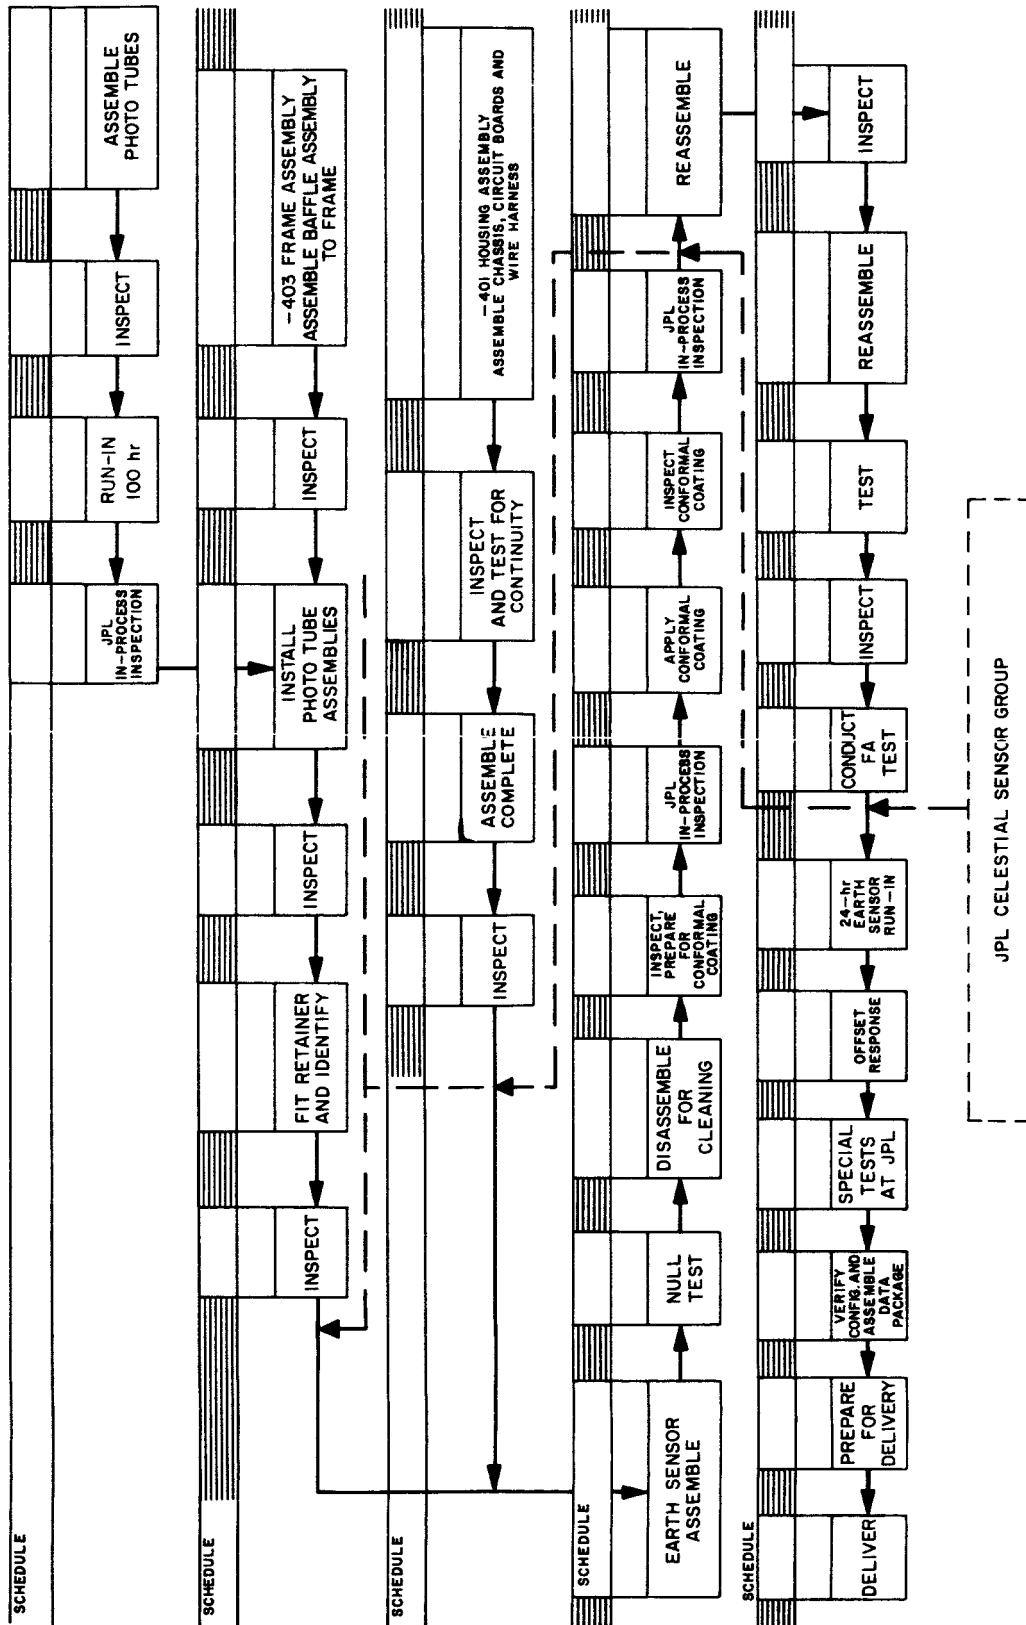 SCHEDULE
ASSEMBLE
PHOTO TUBES
INSPECT
RUN-IN
100 hr
JPL
IN-PROCESS
INSPECTION
SCHEDULE
-403 FRAME ASSEMBLY
ASSEMBLE BAFFLE ASSEMBLY
TO FRAME
INSPECT
INSTALL
PHOTO TUBE
ASSEMBLIES
INSPECT
FIT RETAINER
AND IDENTIFY
INSPECT
SCHEDULE
-401 HOUSING ASSEMBLY
ASSEMBLE CHASSIS, CIRCUIT BOARDS AND
WIRE HARNESS
INSPECT
AND TEST FOR
CONTINUITY
ASSEMBLE
COMPLETE
INSPECT
SCHEDULE
EARTH SENSOR
ASSEMBLE
NULL
TEST
DISASSEMBLE
FOR
CLEANING
INSPECT,
PREPARE
FOR
CONFORMAL
COATING
JPL
IN-PROCESS
INSPECTION
APPLY
CONFORMAL
COATING
INSPECT
CONFORMAL
COATING
JPL
IN-PROCESS
INSPECTION
REASSEMBLE
SCHEDULE
INSPECT
REASSEMBLE
TEST
INSPECT
CONDUCT
FA
TEST
24-hr
EARTH
SENSOR
RUN-IN
OFFSET
RESPONSE
SPECIAL
TESTS
AT JPL
VERIFY
CONFIG. AND
ASSEMBLE
DATA
PACKAGE
PREPARE
FOR
DELIVERY
DELIVER
JPL CELESTIAL SENSOR GROUP